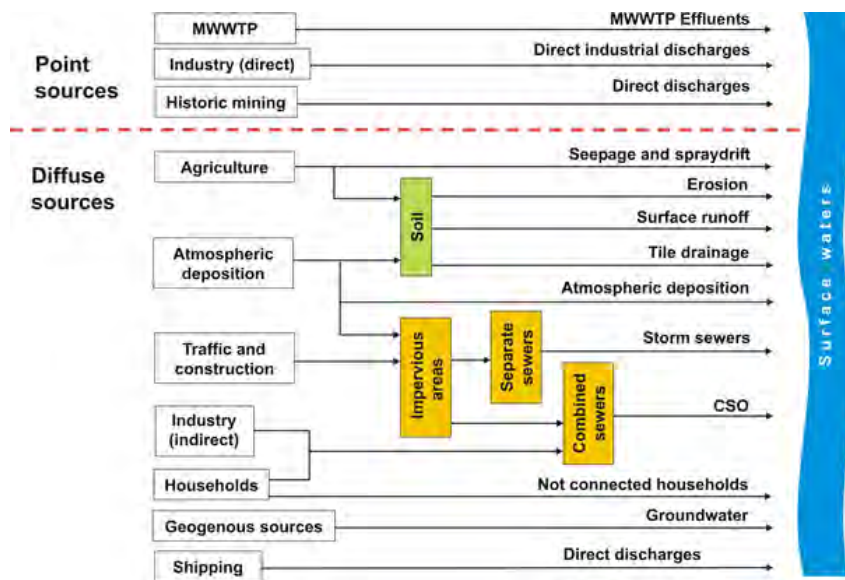 MWWTP
MWWTP Effluents
Point
sources
Industry (direct)
Direct industrial discharges
Historic mining
Direct discharges
Diffuse
sources
Agriculture
Seepage and spraydrift
Erosion
Soil
Surface runoff
Tile drainage
Atmospheric
deposition
Atmospheric deposition
Traffic and
construction
Impervious
areas
Separate
sewers
Storm sewers
Combined
sewers
CSO
Industry
(indirect)
Households
Not connected households
Geogenous sources
Groundwater
Shipping
Direct discharges
Surface waters